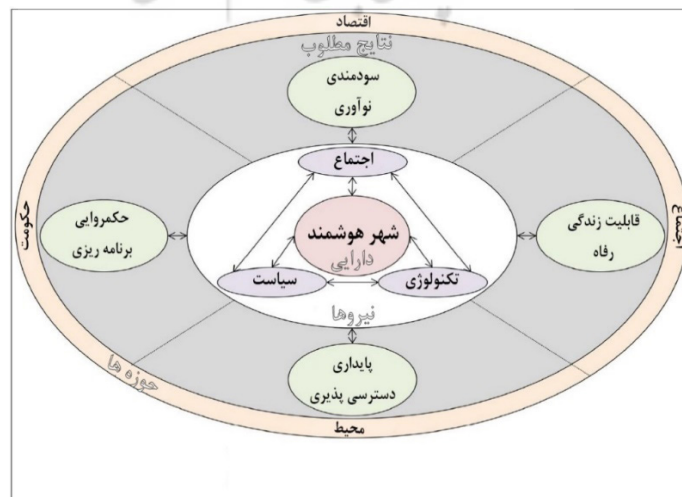 اقتصاد
نتایج مطلوب
سودمندی
نوآوری
اجتماع
حکومت
حکمروایی
برنامه ریزی
شهر هوشمند
دارایی
قابلیت زندگی
رفاه
اجتماع
سیاست
تکنولوژی
نیروها
پایداری
دسترسی پذیری
حوزه ها
محیط